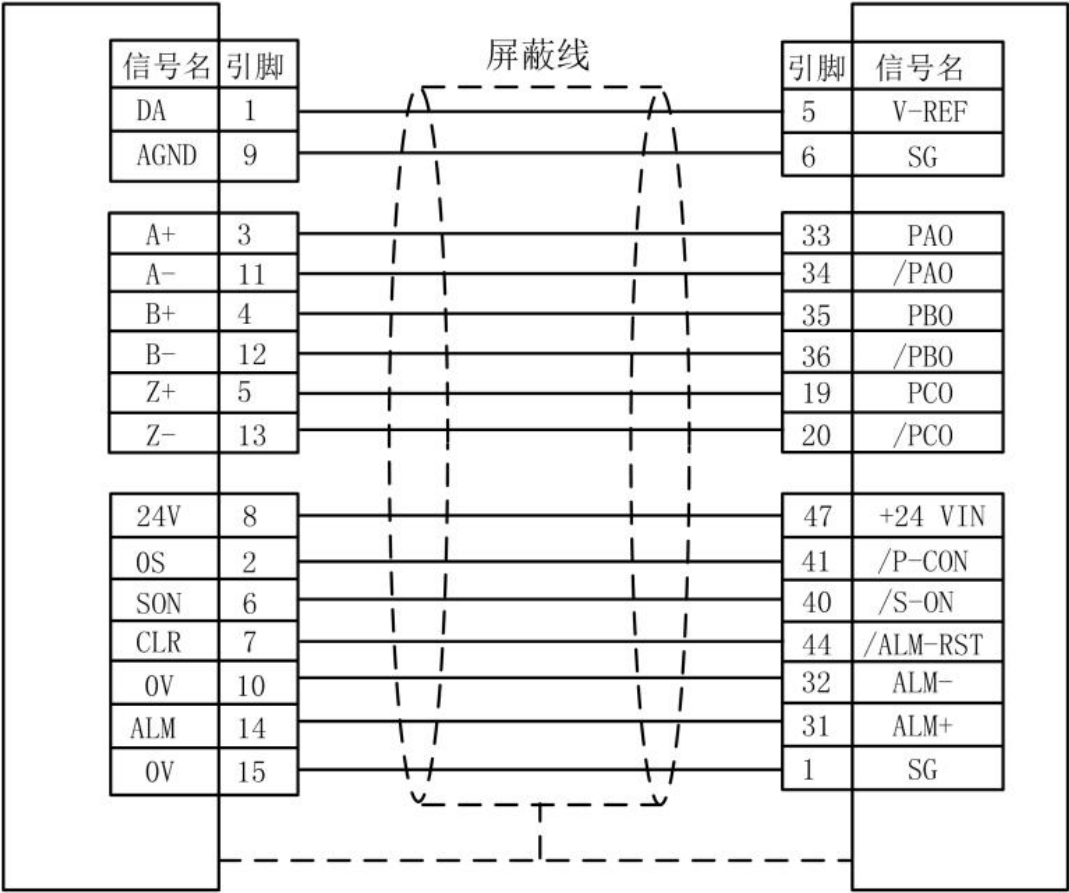 屏蔽线
信号名 引脚 引脚 信号名
DA 1 5 V-REF
AGND 9 6 SG
A+ 3 33 PAO
A- 11 34 /PAO
B+ 4 35 PBO
B- 12 36 /PBO
Z+ 5 19 PCO
Z- 13 20 /PCO
24V 8 47 +24 VIN
OS 2 41 /P-CON
SON 6 40 /S-ON
CLR 7 44 /ALM-RST
0V 10 32 ALM-
ALM 14 31 ALM+
0V 15 1 SG